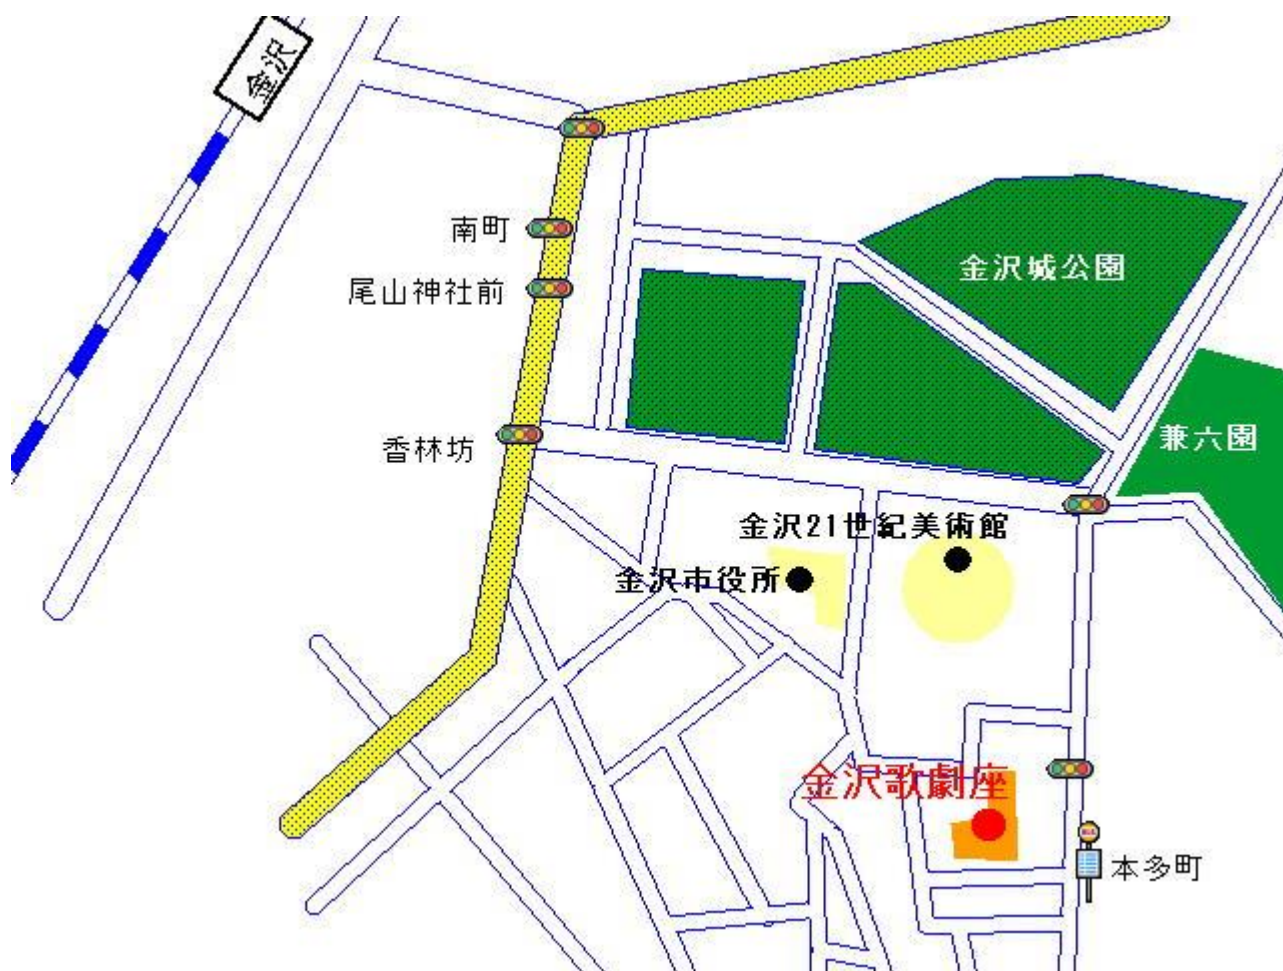 金沢
南町
金沢城公園
尾山神社前
兼六園
香林坊
金沢21世紀美術館
金沢市役所
金沢歌劇座
本多町